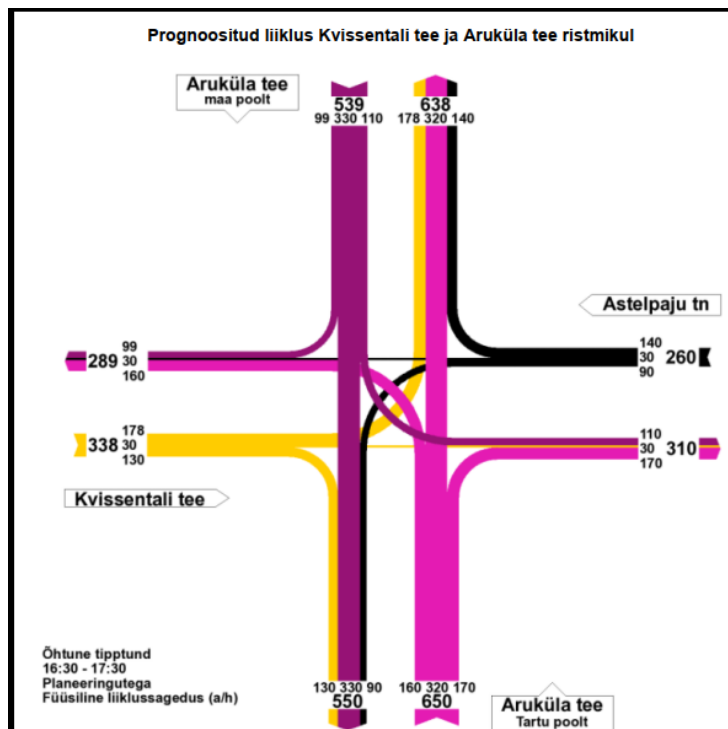 Prognoositud liiklus Kvissentali tee ja Aruküla tee ristmikul
Aruküla tee
maa poolt
539
99 330 110
638
178 320 140
Astelpaju tn
99
289 30
160
140
30 260
90
178
338 30
130
110
30 310
170
Kvissentali tee
Õhtune tipptund
16:30 - 17:30
Planeeringutega
Füüsiline liiklussagedus (a/h)
130 330 90
550
160 320 170
650
Aruküla tee
Tartu poolt